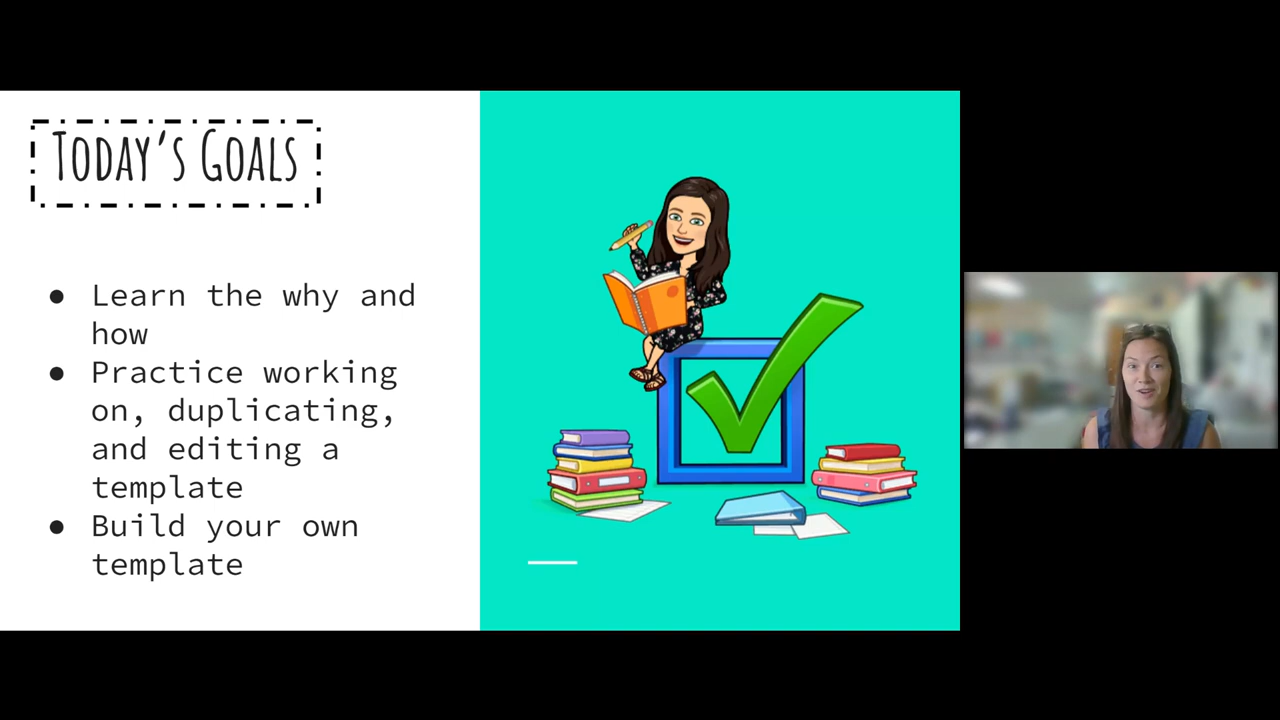 Today's Goals
● Learn the why and
how
● Practice working
on, duplicating,
and editing a
template
● Build your own
template